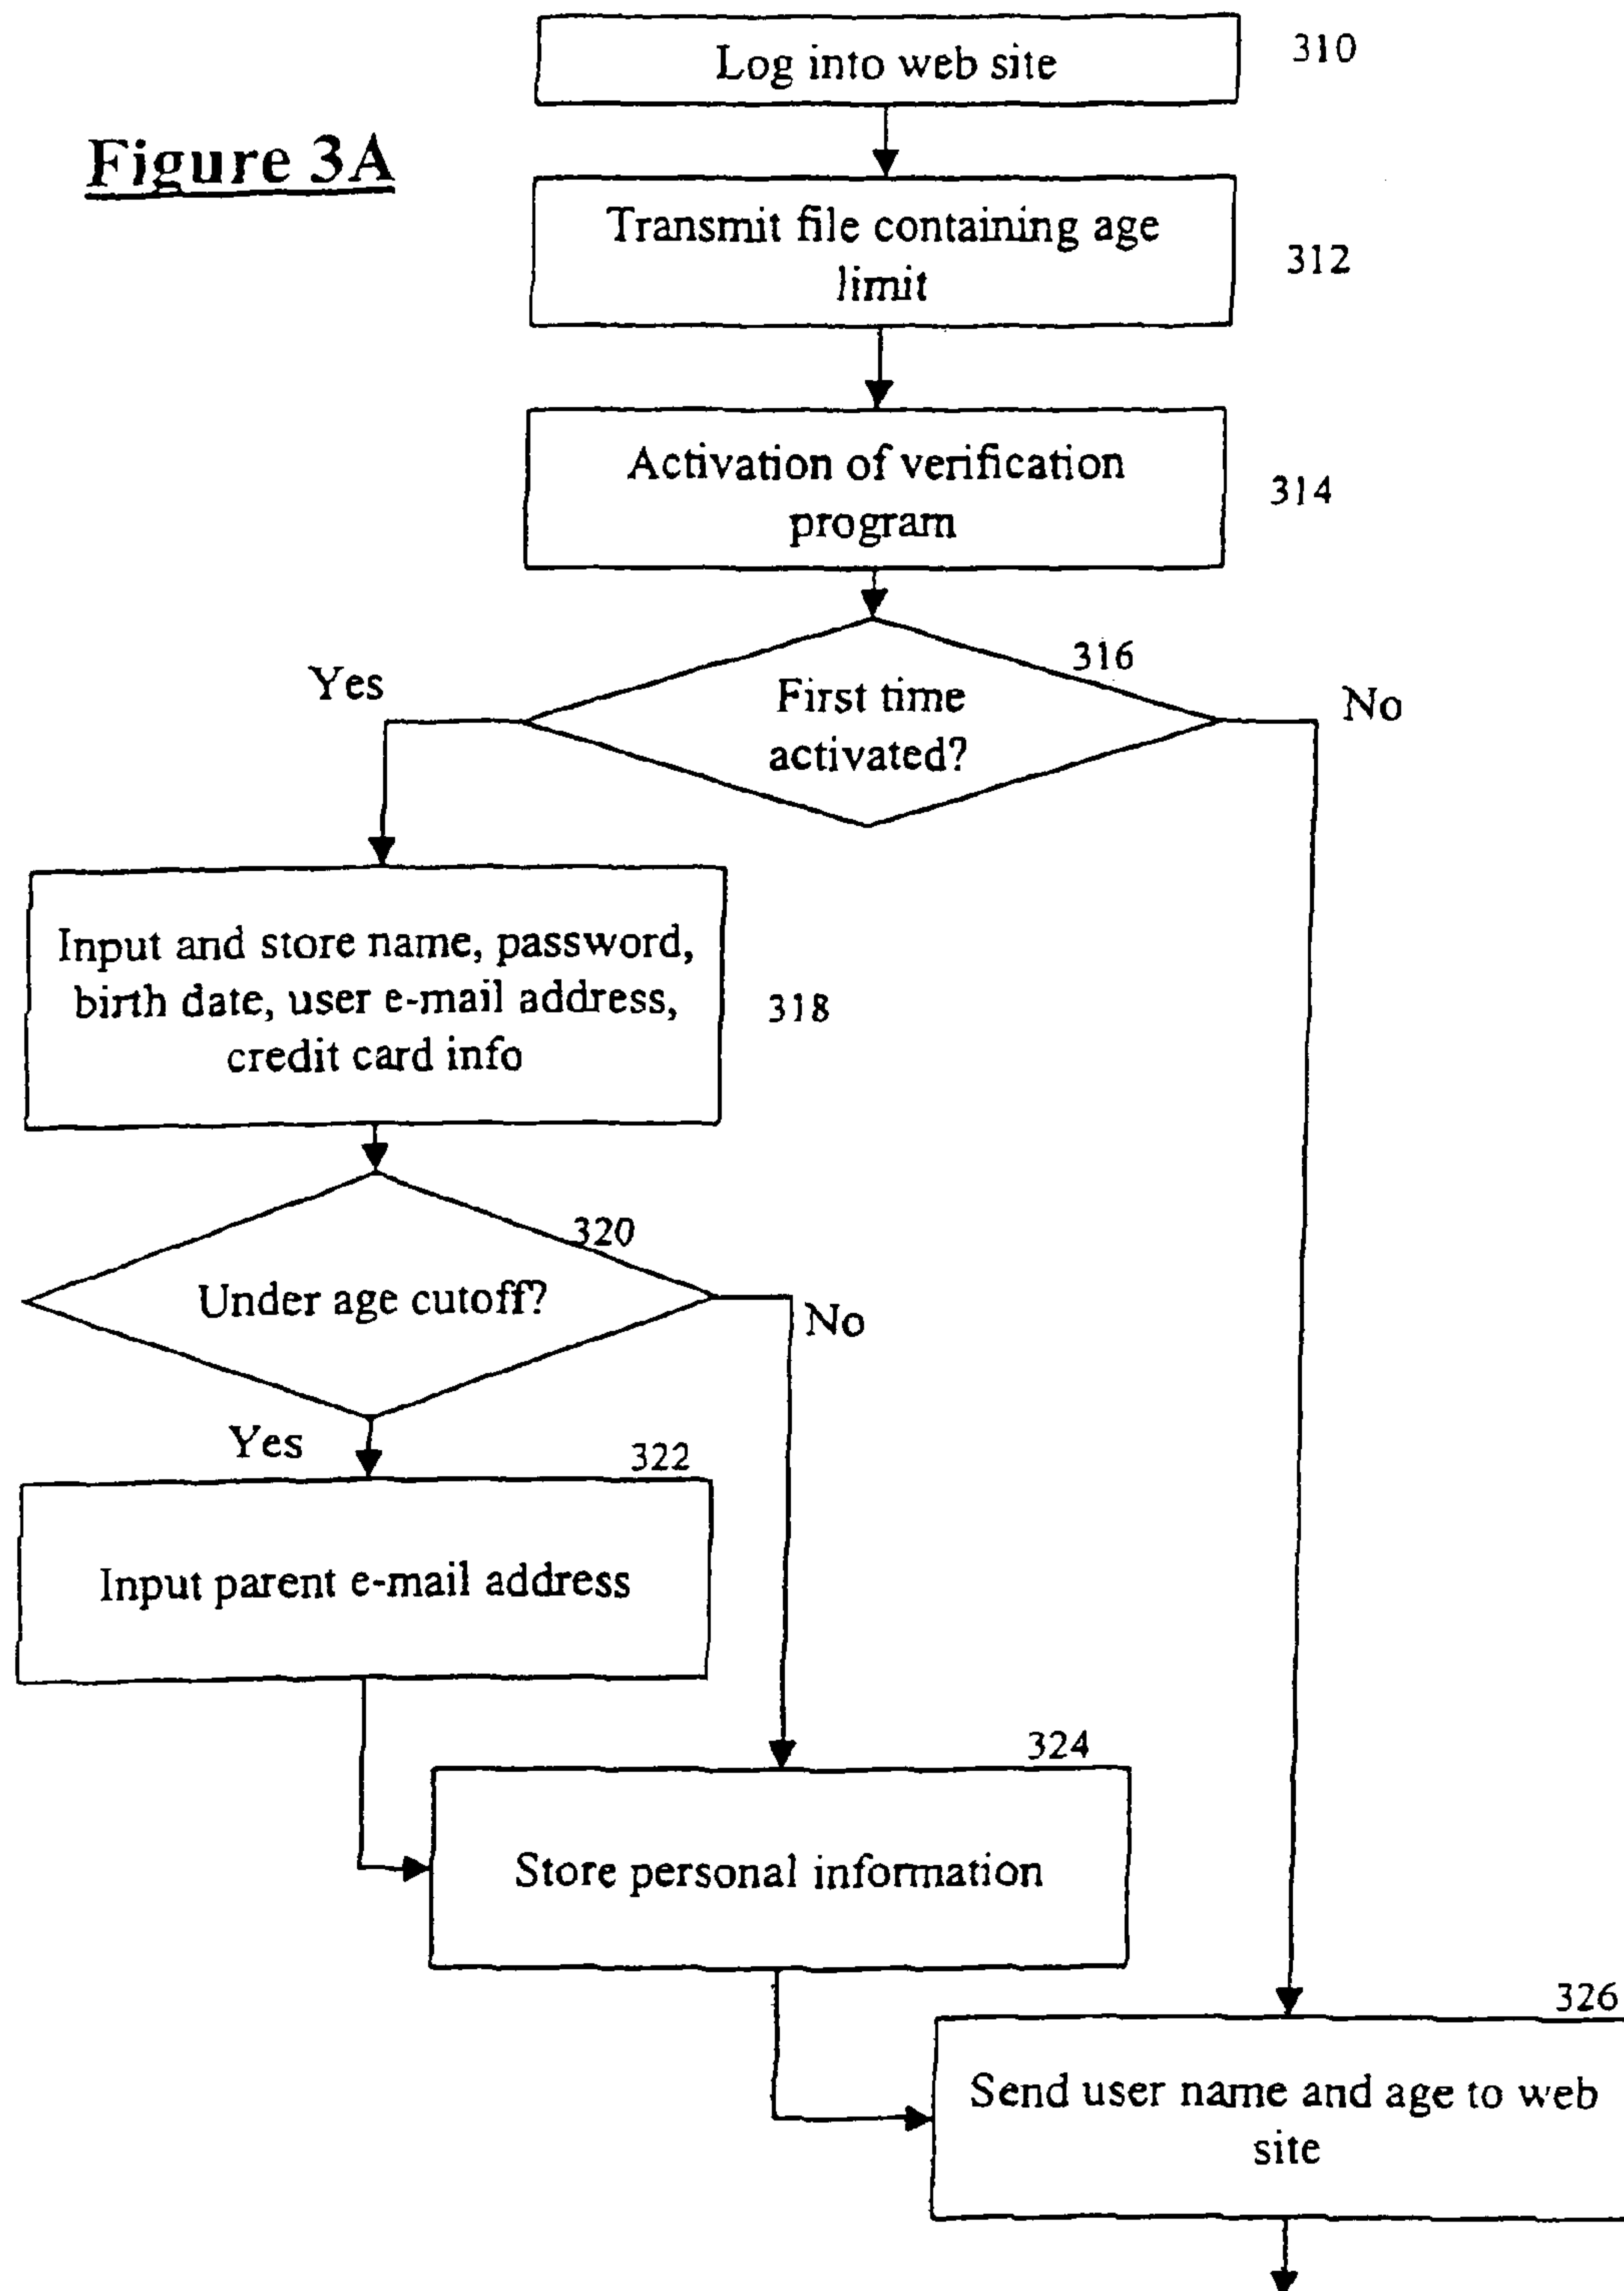 Log into web site
310
Figure 3A
Transmit file containing age
limit
312
Activation of verification
program
314
316
Yes
First time
activated?
No
Input and store name, password,
birth date, user e-mail address,
credit card info
318
320
Under age cutoff?
No
Yes
322
Input parent e-mail address
324
Store personal information
326
Send user name and age to web
site